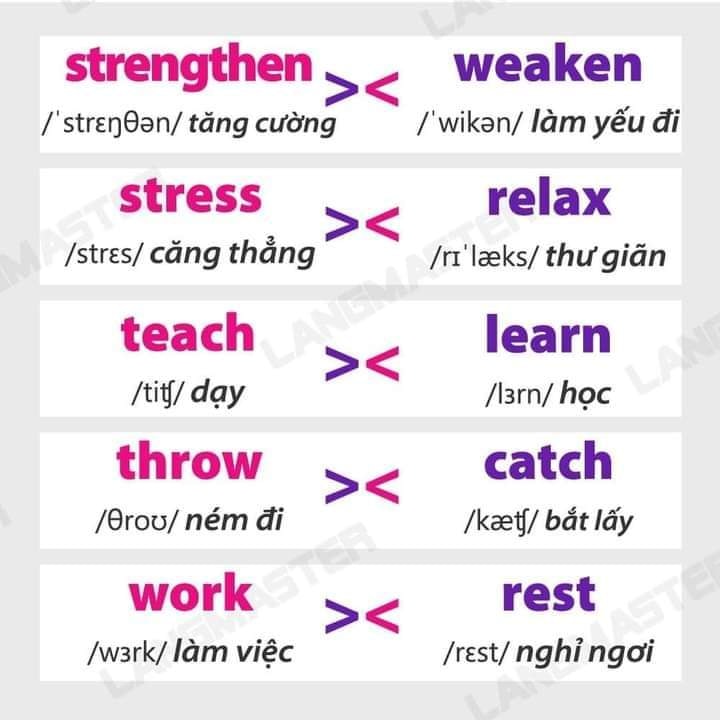 strengthen >< weaken
/ˈstrɛŋθən/ tăng cường /ˈwikən/ làm yếu đi
stress >< relax
/strɛs/ căng thẳng /rɪˈlæks/ thư giãn
teach >< learn
/tiʧ/ dạy /lɜrn/ học
throw >< catch
/θroʊ/ ném đi /kæʧ/ bắt lấy
work >< rest
/wɜrk/ làm việc /rɛst/ nghỉ ngơi
LANGMASTER